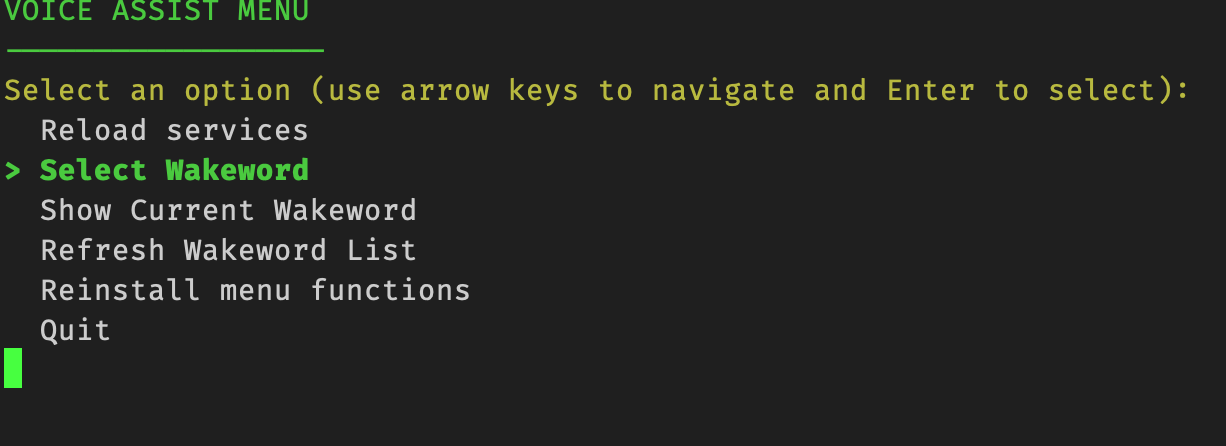 VOICE ASSIST MENU
Select an option (use arrow keys to navigate and Enter to select):
Reload services
> Select Wakeword
Show Current Wakeword
Refresh Wakeword List
Reinstall menu functions
Quit